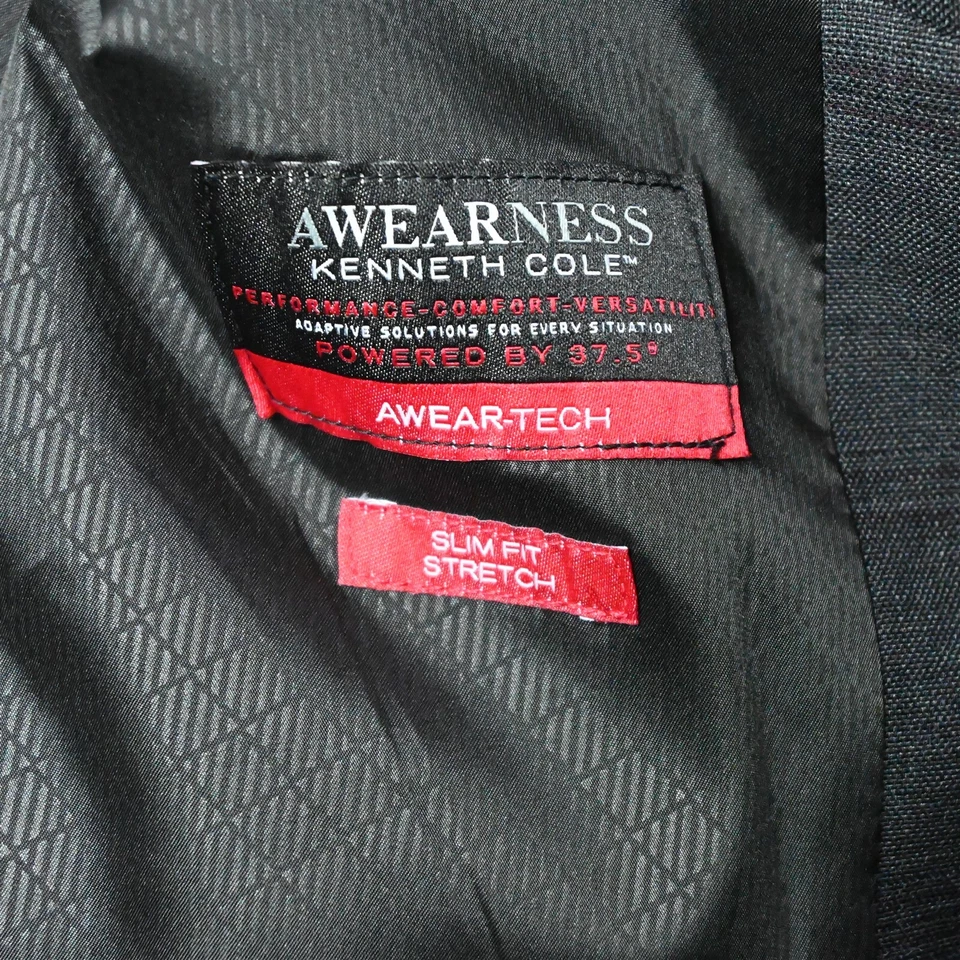 AWEARNESS
KENNETH COLE™
PERFORMANCE-COMFORT-VERSATILITY
ADAPTIVE SOLUTIONS FOR EVERY SITUATION
POWERED BY 37.5®
AWEAR-TECH
SLIM FIT
STRETCH